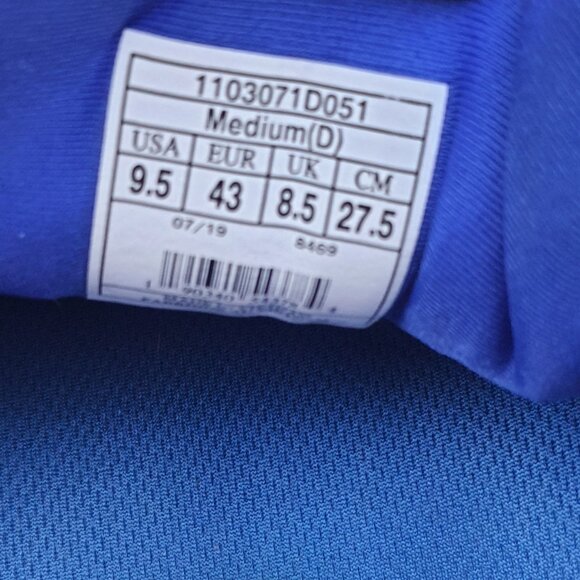 1103071D051
Medium(D)
USA EUR UK CM
9.5 43 8.5 27.5
07/19 8469